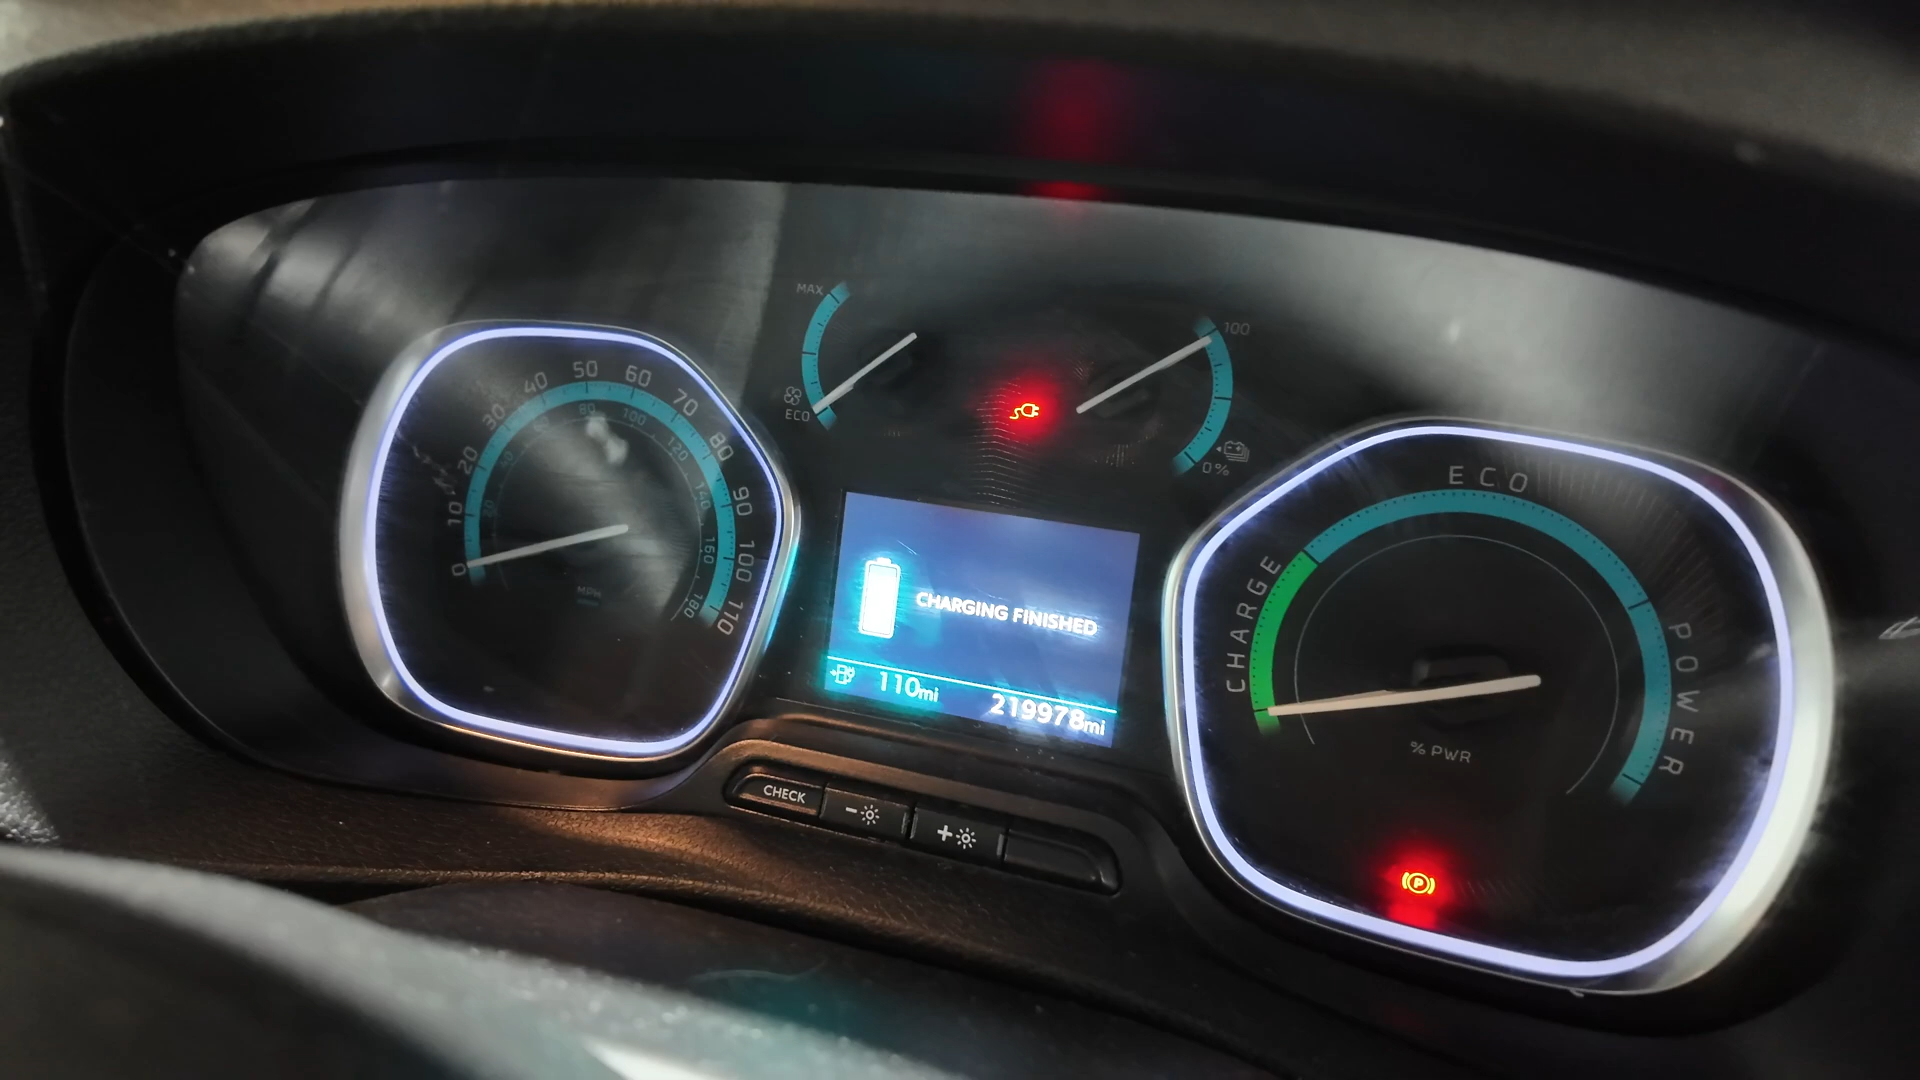 MAX
ECO
100
0%
0
10
20
30
40
50
60
70
80
90
100
110
20
40
60
80
100
120
140
160
180
MPH
CHARGING FINISHED
110mi
219978mi
CHARGE
ECO
POWER
% PWR
P
CHECK